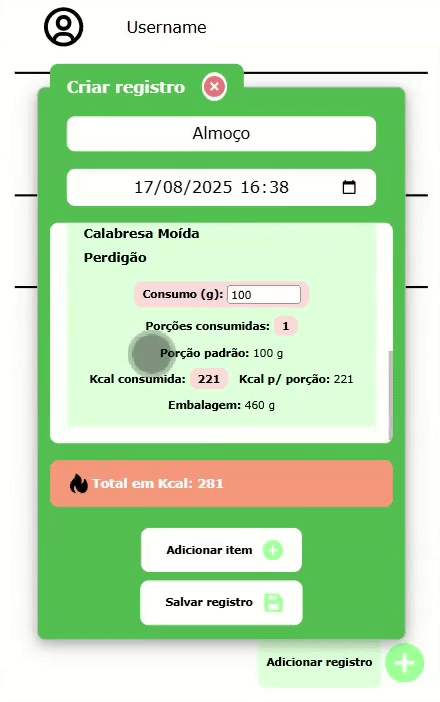 Username
Criar registro
Almoço
17/08/2025 16:38
Calabresa Moída
Perdigão
Consumo (g): 100
Porções consumidas: 1
Porção padrão: 100 g
Kcal consumida: 221 Kcal p/ porção: 221
Embalagem: 460 g
Total em Kcal: 281
Adicionar item
Salvar registro
Adicionar registro